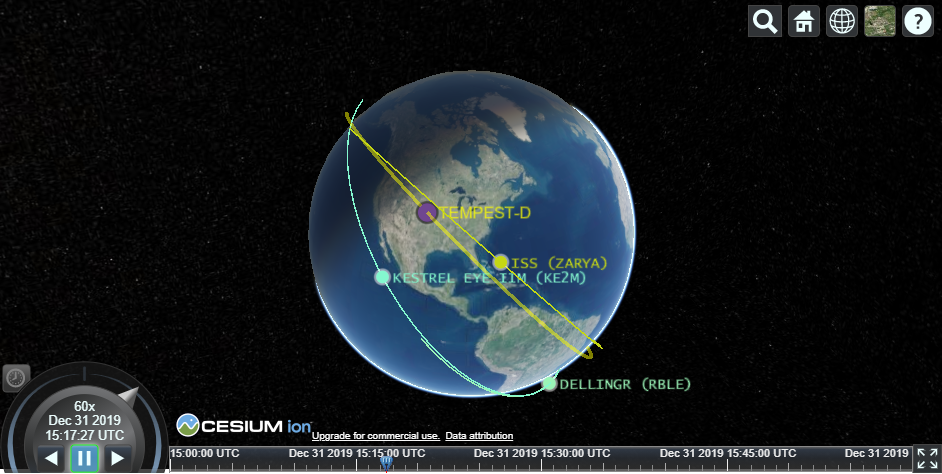 ?
TEMPEST-D
ISS (ZARYA)
KESTREL EYE IIM (KE2M)
DELLINGR (RBLE)
60x
Dec 31 2019
15:17:27 UTC
CESIUM ion
Upgrade for commercial use. Data attribution
15:00:00 UTC Dec 31 2019 15:15:00 UTC Dec 31 2019 15:30:00 UTC Dec 31 2019 15:45:00 UTC Dec 31 2019